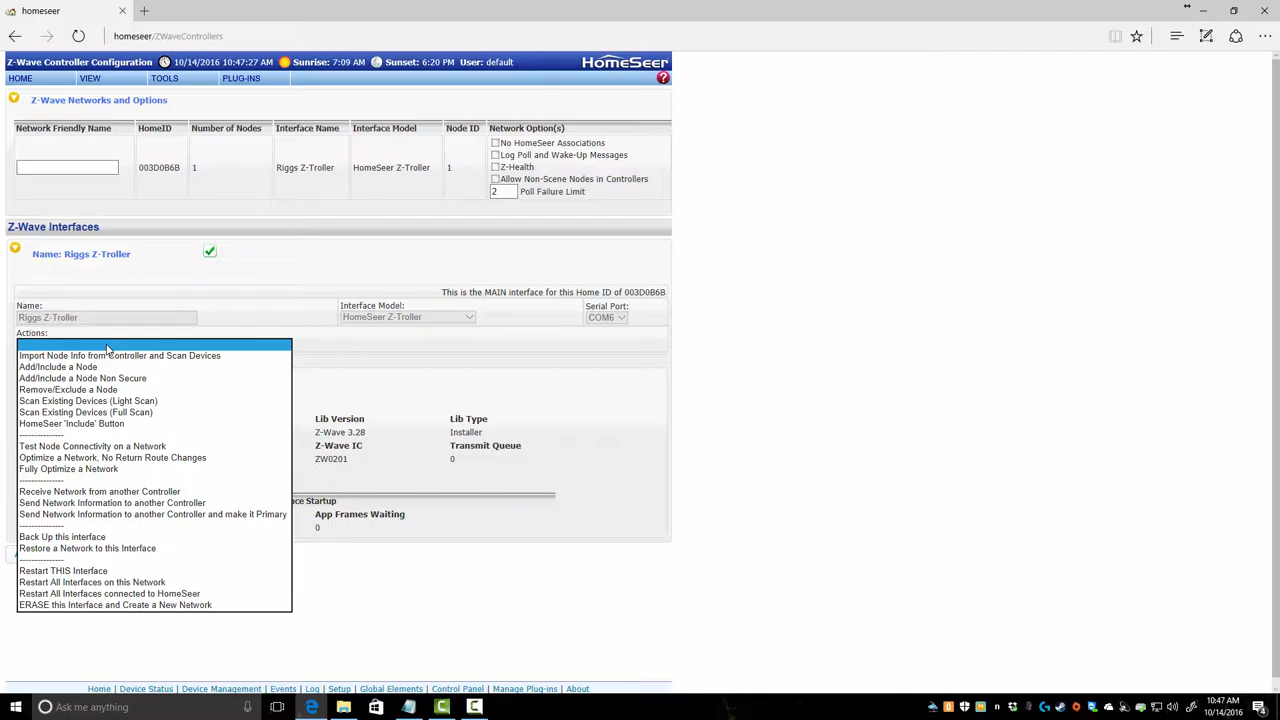 homeseer
homeseer/ZWaveControllers
Z-Wave Controller Configuration 10/14/2016 10:47:27 AM Sunrise: 7:09 AM Sunset: 6:20 PM User: default HomeSeer
HOME VIEW TOOLS PLUG-INS
Z-Wave Networks and Options
Network Friendly Name HomeID Number of Nodes Interface Name Interface Model Node ID Network Option(s)
No HomeSeer Associations
Log Poll and Wake-Up Messages
003D0B6B 1 Riggs Z-Troller HomeSeer Z-Troller 1 Z-Health
Allow Non-Scene Nodes in Controllers
2 Poll Failure Limit
Z-Wave Interfaces
Name: Riggs Z-Troller
This is the MAIN interface for this Home ID of 003D0B6B
Name: Interface Model: Serial Port:
Riggs Z-Troller HomeSeer Z-Troller COM6
Actions:
Import Node Info from Controller and Scan Devices
Add/Include a Node
Add/Include a Node Non Secure
Remove/Exclude a Node
Scan Existing Devices (Light Scan)
Scan Existing Devices (Full Scan)
HomeSeer 'Include' Button
---------------
Test Node Connectivity on a Network
Optimize a Network, No Return Route Changes
Fully Optimize a Network
---------------
Receive Network from another Controller
Send Network Information to another Controller
Send Network Information to another Controller and make it Primary
---------------
Back Up this interface
Restore a Network to this Interface
---------------
Restart THIS Interface
Restart All Interfaces on this Network
Restart All Interfaces connected to HomeSeer
ERASE this Interface and Create a New Network
Lib Version Lib Type
Z-Wave 3.28 Installer
Z-Wave IC Transmit Queue
ZW0201 0
ce Startup
App Frames Waiting
0
Home | Device Status | Device Management | Events | Log | Setup | Global Elements | Control Panel | Manage Plug-ins | About
Ask me anything
10:47 AM
10/14/2016